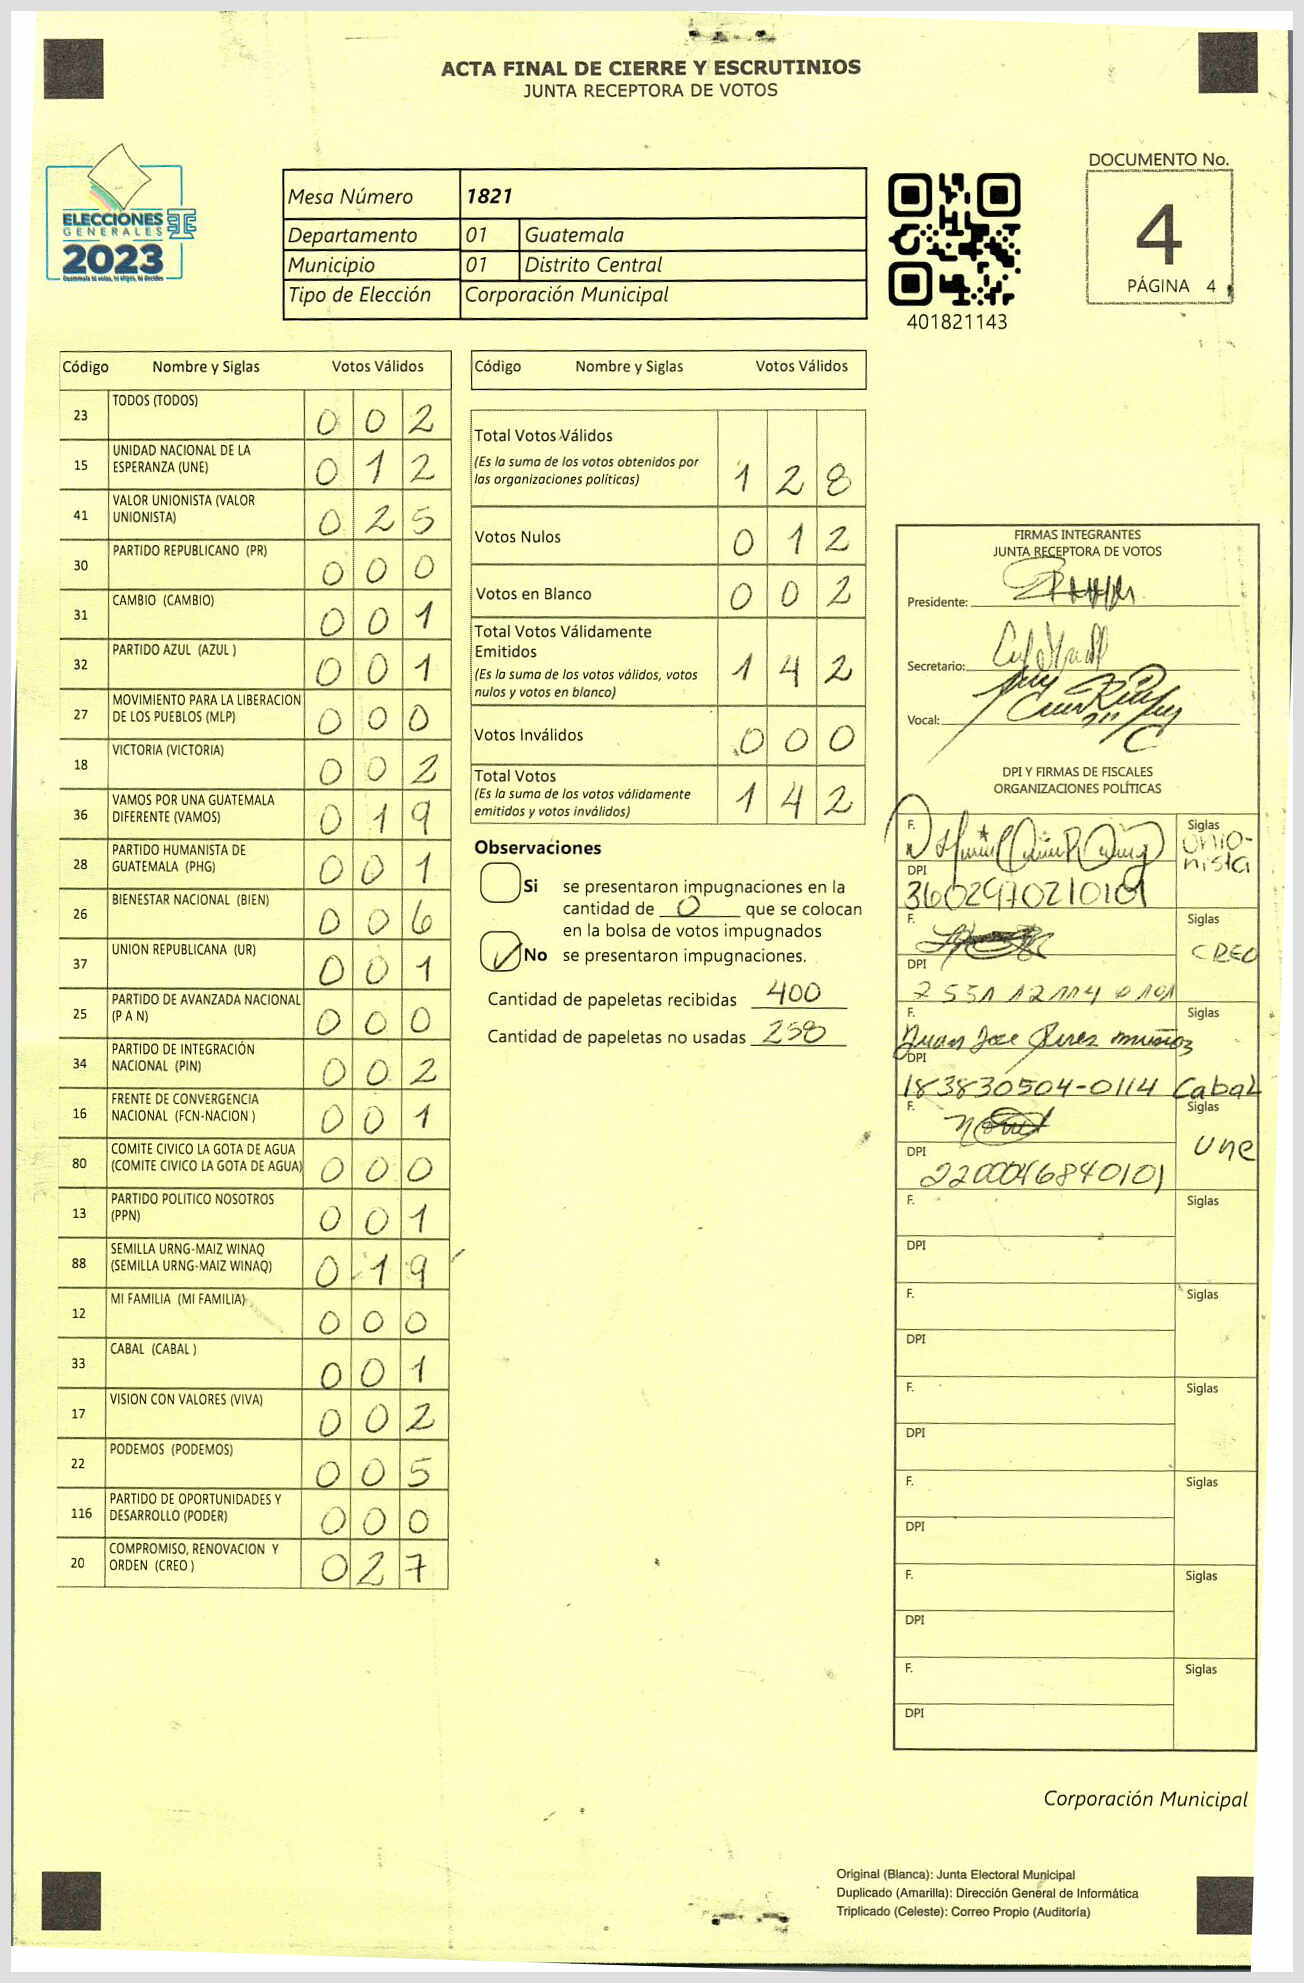 ACTA FINAL DE CIERRE Y ESCRUTINIOS
JUNTA RECEPTORA DE VOTOS
ELECCIONES
GENERALES
2023
Guatemala tú votas, tú eliges, tú decides
Mesa Número 1821
Departamento 01 Guatemala
Municipio 01 Distrito Central
Tipo de Elección Corporación Municipal
401821143
DOCUMENTO No.
4
PÁGINA 4
Código Nombre y Siglas Votos Válidos
23 TODOS (TODOS) 0 0 2
15 UNIDAD NACIONAL DE LA
ESPERANZA (UNE) 0 1 2
41 VALOR UNIONISTA (VALOR
UNIONISTA) 0 2 5
30 PARTIDO REPUBLICANO (PR) 0 0 0
31 CAMBIO (CAMBIO) 0 0 1
32 PARTIDO AZUL (AZUL ) 0 0 1
27 MOVIMIENTO PARA LA LIBERACION
DE LOS PUEBLOS (MLP) 0 0 0
18 VICTORIA (VICTORIA) 0 0 2
36 VAMOS POR UNA GUATEMALA
DIFERENTE (VAMOS) 0 1 9
28 PARTIDO HUMANISTA DE
GUATEMALA (PHG) 0 0 1
26 BIENESTAR NACIONAL (BIEN) 0 0 6
37 UNION REPUBLICANA (UR) 0 0 1
25 PARTIDO DE AVANZADA NACIONAL
(P A N) 0 0 0
34 PARTIDO DE INTEGRACIÓN
NACIONAL (PIN) 0 0 2
16 FRENTE DE CONVERGENCIA
NACIONAL (FCN-NACION ) 0 0 1
80 COMITE CIVICO LA GOTA DE AGUA
(COMITE CIVICO LA GOTA DE AGUA) 0 0 0
13 PARTIDO POLITICO NOSOTROS
(PPN) 0 0 1
88 SEMILLA URNG-MAIZ WINAQ
(SEMILLA URNG-MAIZ WINAQ) 0 1 9
12 MI FAMILIA (MI FAMILIA) 0 0 0
33 CABAL (CABAL ) 0 0 1
17 VISION CON VALORES (VIVA) 0 0 2
22 PODEMOS (PODEMOS) 0 0 5
116 PARTIDO DE OPORTUNIDADES Y
DESARROLLO (PODER) 0 0 0
20 COMPROMISO, RENOVACION Y
ORDEN (CREO ) 0 2 7
Código Nombre y Siglas Votos Válidos
Total Votos Válidos
(Es la suma de los votos obtenidos por
las organizaciones políticas) 1 2 8
Votos Nulos 0 1 2
Votos en Blanco 0 0 2
Total Votos Válidamente
Emitidos
(Es la suma de los votos válidos, votos
nulos y votos en blanco) 1 4 2
Votos Inválidos 0 0 0
Total Votos
(Es la suma de los votos válidamente
emitidos y votos inválidos) 1 4 2
Observaciones
Si se presentaron impugnaciones en la
cantidad de 0 que se colocan
en la bolsa de votos impugnados
No se presentaron impugnaciones.
Cantidad de papeletas recibidas 400
Cantidad de papeletas no usadas 258
FIRMAS INTEGRANTES
JUNTA RECEPTORA DE VOTOS
Presidente:
Secretario:
Vocal:
DPI Y FIRMAS DE FISCALES
ORGANIZACIONES POLÍTICAS
F. Siglas
Unio-
nista
DPI
3602970210101
F. Siglas
CREO
DPI
2551 12114 0101
F. Siglas
Juan Jose Perez muñoz
DPI
183830504-0114 Cabal
F. Siglas
Une
DPI
2200046840101
F. Siglas
DPI
F. Siglas
DPI
F. Siglas
DPI
F. Siglas
DPI
F. Siglas
DPI
F. Siglas
DPI
Corporación Municipal
Original (Blanca): Junta Electoral Municipal
Duplicado (Amarilla): Dirección General de Informática
Triplicado (Celeste): Correo Propio (Auditoría)